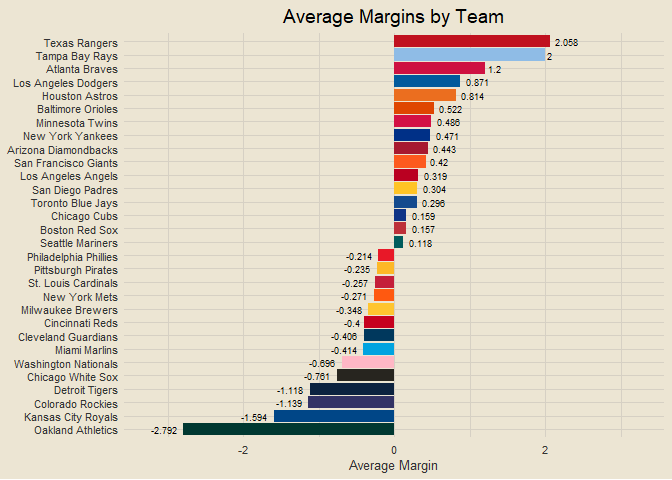 Average Margins by Team
Texas Rangers 2.058
Tampa Bay Rays 2
Atlanta Braves 1.2
Los Angeles Dodgers 0.871
Houston Astros 0.814
Baltimore Orioles 0.522
Minnesota Twins 0.486
New York Yankees 0.471
Arizona Diamondbacks 0.443
San Francisco Giants 0.42
Los Angeles Angels 0.319
San Diego Padres 0.304
Toronto Blue Jays 0.296
Chicago Cubs 0.159
Boston Red Sox 0.157
Seattle Mariners 0.118
Philadelphia Phillies -0.214
Pittsburgh Pirates -0.235
St. Louis Cardinals -0.257
New York Mets -0.271
Milwaukee Brewers -0.348
Cincinnati Reds -0.4
Cleveland Guardians -0.406
Miami Marlins -0.414
Washington Nationals -0.696
Chicago White Sox -0.761
Detroit Tigers -1.118
Colorado Rockies -1.139
Kansas City Royals -1.594
Oakland Athletics -2.792
-2 0 2
Average Margin